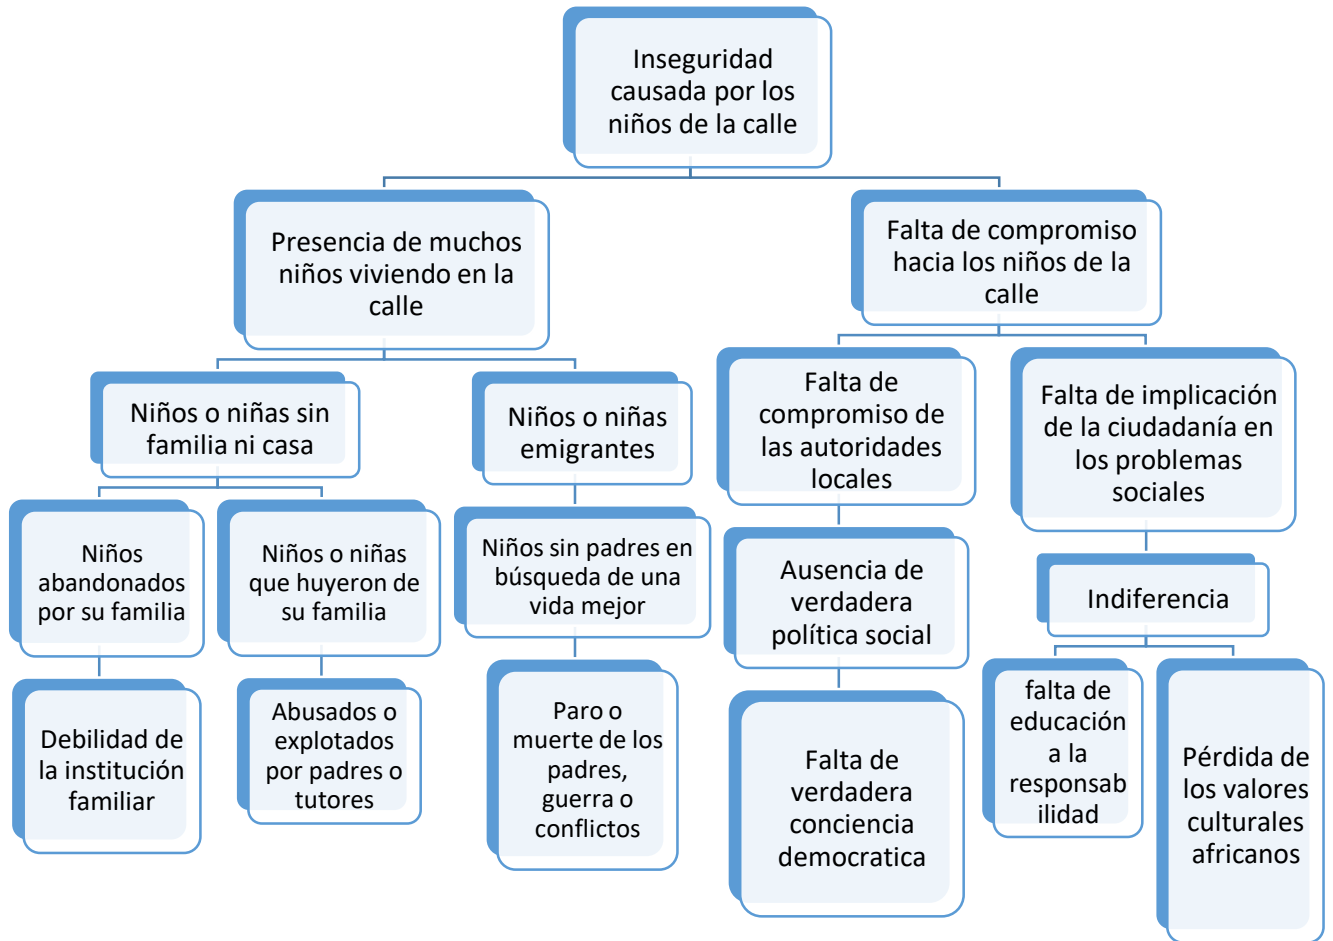 Inseguridad
causada por los
niños de la calle
Presencia de muchos
niños viviendo en la
calle
Falta de compromiso
hacia los niños de la
calle
Niños o niñas sin
familia ni casa
Niños o niñas
emigrantes
Falta de
compromiso de
las autoridades
locales
Falta de implicación
de la ciudadanía en
los problemas
sociales
Niños
abandonados
por su familia
Niños o niñas
que huyeron de
su familia
Niños sin padres en
búsqueda de una
vida mejor
Ausencia de
verdadera
política social
Indiferencia
Debilidad de
la institución
familiar
Abusados o
explotados
por padres o
tutores
Paro o
muerte de los
padres,
guerra o
conflictos
Falta de
verdadera
conciencia
democratica
falta de
educación
a la
responsab
ilidad
Pérdida de
los valores
culturales
africanos